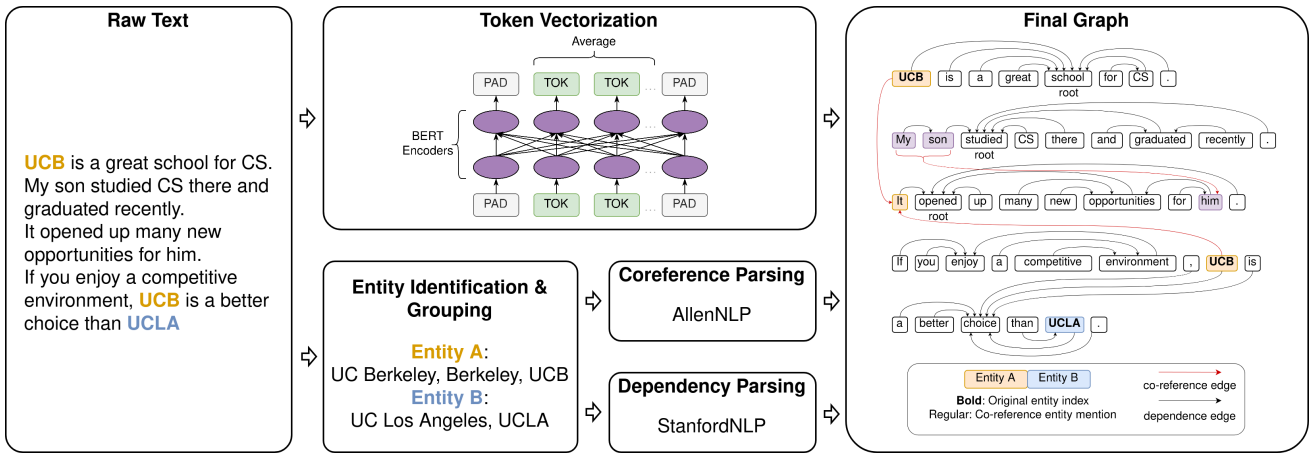 Raw Text
UCB is a great school for CS.
My son studied CS there and
graduated recently.
It opened up many new
opportunities for him.
If you enjoy a competitive
environment, UCB is a better
choice than UCLA
Token Vectorization
Average
PAD TOK TOK ... PAD
BERT
Encoders
...
...
PAD TOK TOK ... PAD
Entity Identification &
Grouping
Entity A:
UC Berkeley, Berkeley, UCB
Entity B:
UC Los Angeles, UCLA
Coreference Parsing
AllenNLP
Dependency Parsing
StanfordNLP
Final Graph
UCB is a great school for CS .
root
My son studied CS there and graduated recently .
root
It opened up many new opportunities for him .
root
If you enjoy a competitive environment , UCB is
a better choice than UCLA .
Entity A Entity B
co-reference edge
Bold: Original entity index
Regular: Co-reference entity mention
dependence edge